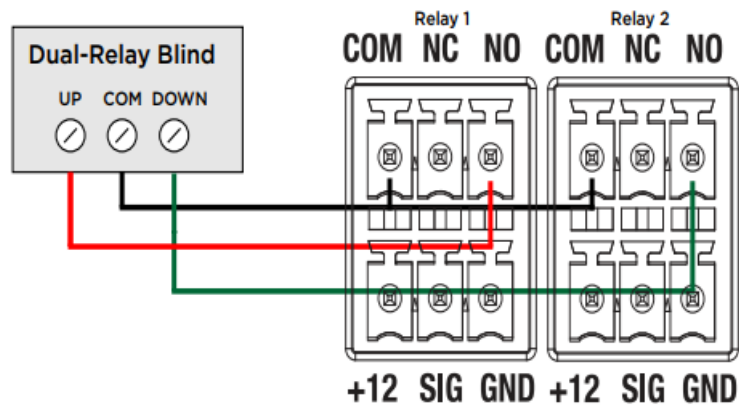 Relay 1
Relay 2
COM NC NO
COM NC NO
Dual-Relay Blind
UP COM DOWN
+12 SIG GND
+12 SIG GND